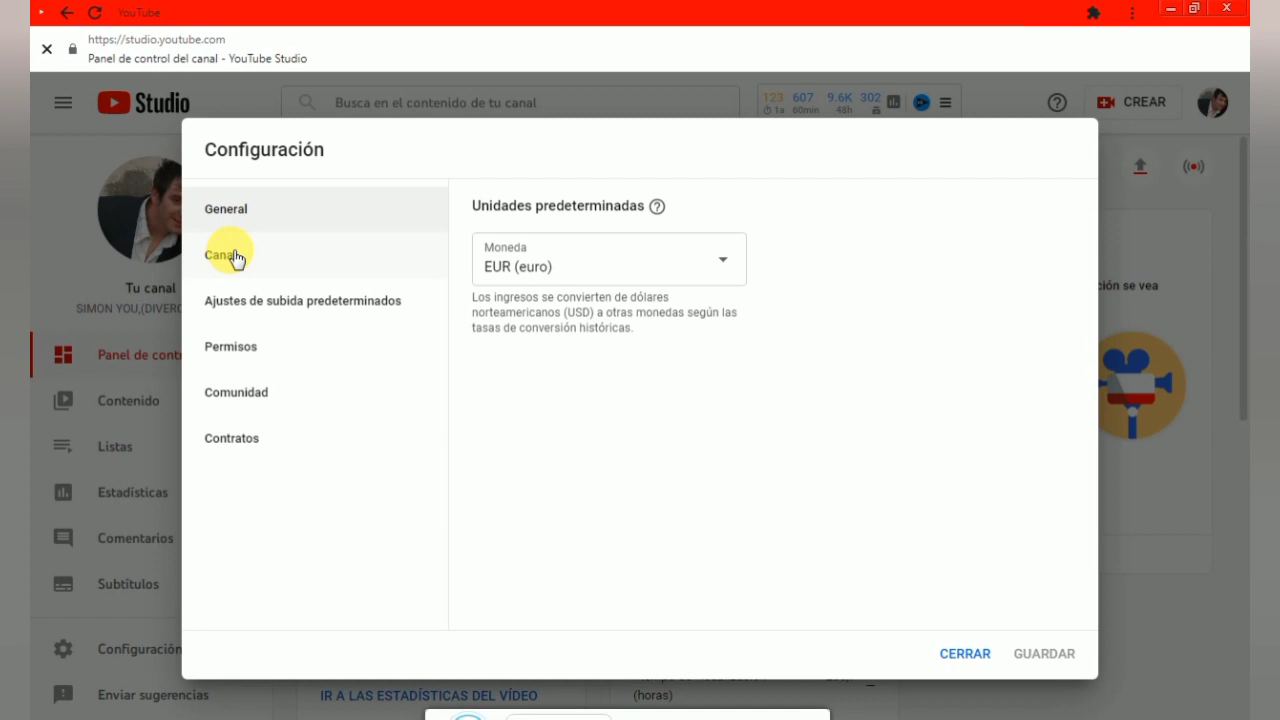 YouTube
https://studio.youtube.com
Panel de control del canal - YouTube Studio
Studio
Busca en el contenido de tu canal
123 607 9.6K 302
1a 60min 48h
CREAR
Configuración
General
Unidades predeterminadas
Canal
Moneda
EUR (euro)
Los ingresos se convierten de dólares
norteamericanos (USD) a otras monedas según las
tasas de conversión históricas.
Ajustes de subida predeterminados
Permisos
Comunidad
Contratos
CERRAR GUARDAR
Tu canal
SIMON YOU,(DIVERC
Panel de contr
Contenido
Listas
Estadísticas
Comentarios
Subtítulos
Configuración
Enviar sugerencias
ción se vea
IR A LAS ESTADÍSTICAS DEL VÍDEO
(horas)